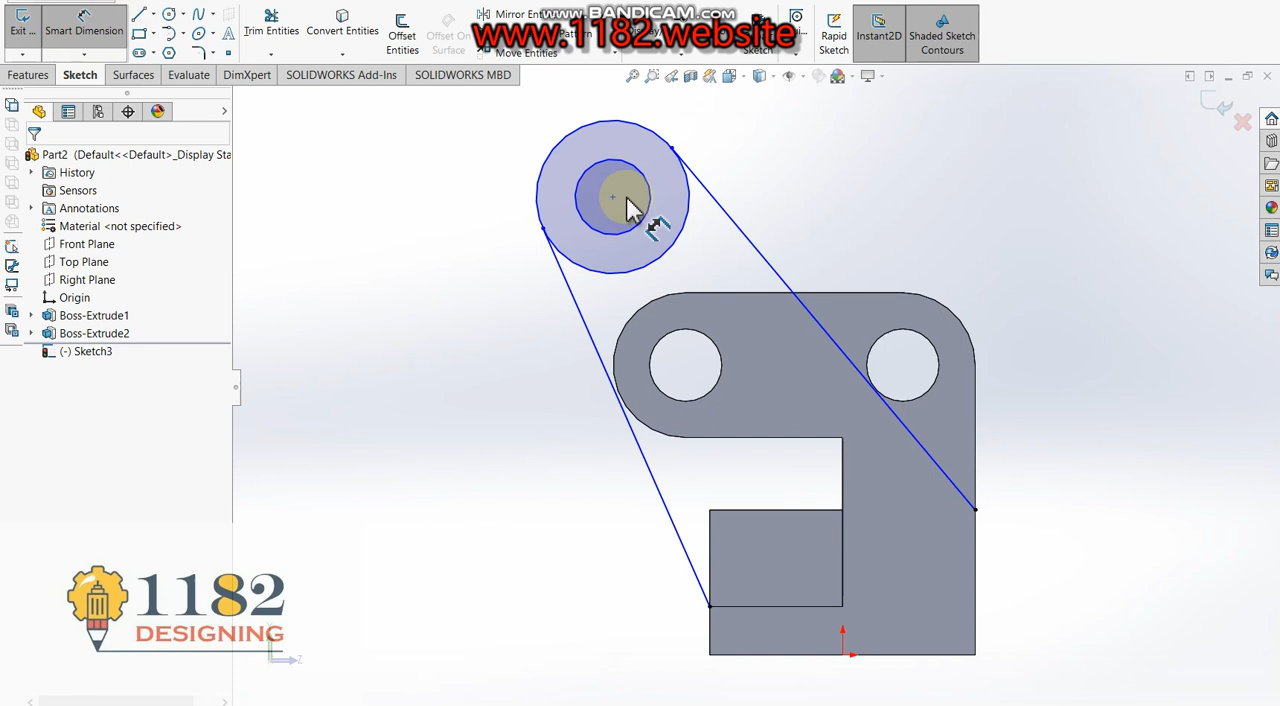 www.BANDICAM.com
www.1182.website
Exit ...
Smart Dimension
Trim Entities
Convert Entities
Offset Entities
Offset On Surface
Mirror Enti
Move Entities
Rapid Sketch
Instant2D
Shaded Sketch Contours
Features
Sketch
Surfaces
Evaluate
DimXpert
SOLIDWORKS Add-Ins
SOLIDWORKS MBD
Part2 (Default<<Default>_Display Sta
History
Sensors
Annotations
Material <not specified>
Front Plane
Top Plane
Right Plane
Origin
Boss-Extrude1
Boss-Extrude2
(-) Sketch3
1182
DESIGNING
Z